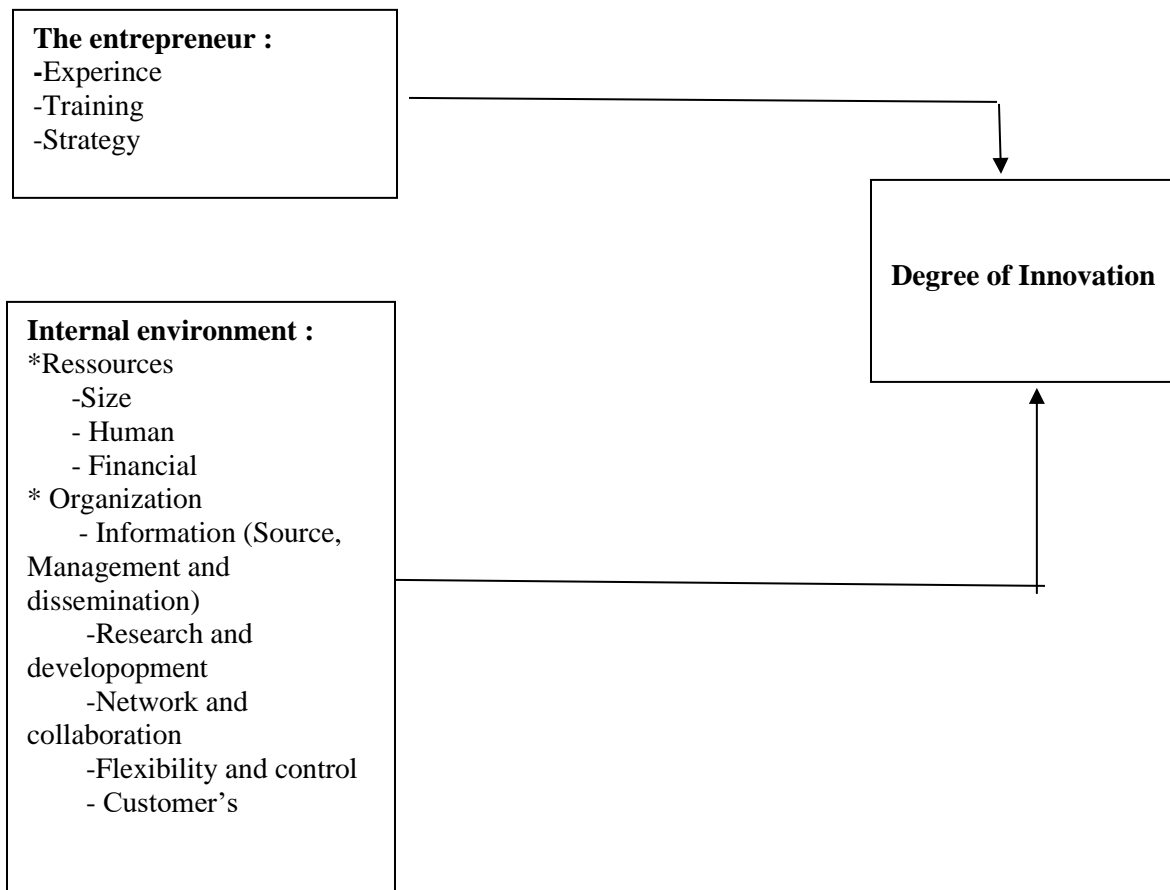 The entrepreneur :
-Experince
-Training
-Strategy
Degree of Innovation
Internal environment :
*Ressources
-Size
- Human
- Financial
* Organization
- Information (Source,
Management and
dissemination)
-Research and
developopment
-Network and
collaboration
-Flexibility and control
- Customer’s